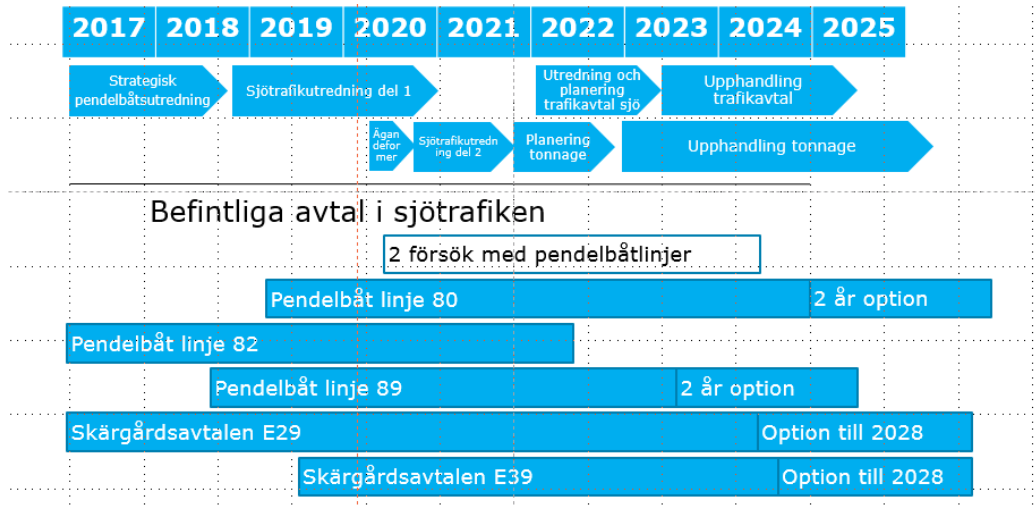 2017 2018 2019 2020 2021 2022 2023 2024 2025
Strategisk
pendelbåtsutredning
Sjötrafikutredning del 1
Utredning och
planering
trafikavtal sjö
Upphandling
trafikavtal
Ägan
defor
mer
Sjötrafikutredn
ing del 2
Planering
tonnage
Upphandling tonnage
Befintliga avtal i sjötrafiken
2 försök med pendelbåtlinjer
Pendelbåt linje 80
2 år option
Pendelbåt linje 82
Pendelbåt linje 89
2 år option
Skärgårdsavtalen E29
Option till 2028
Skärgårdsavtalen E39
Option till 2028